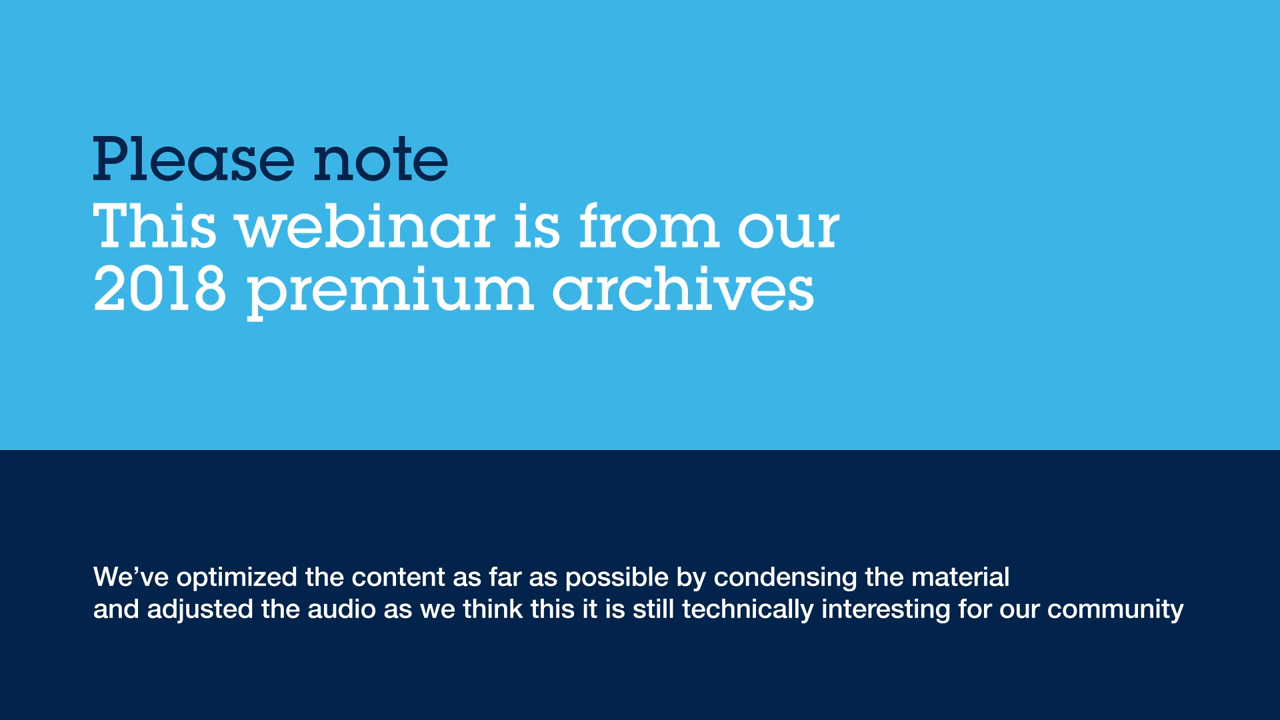 Please note
This webinar is from our
2018 premium archives
We’ve optimized the content as far as possible by condensing the material
and adjusted the audio as we think this it is still technically interesting for our community